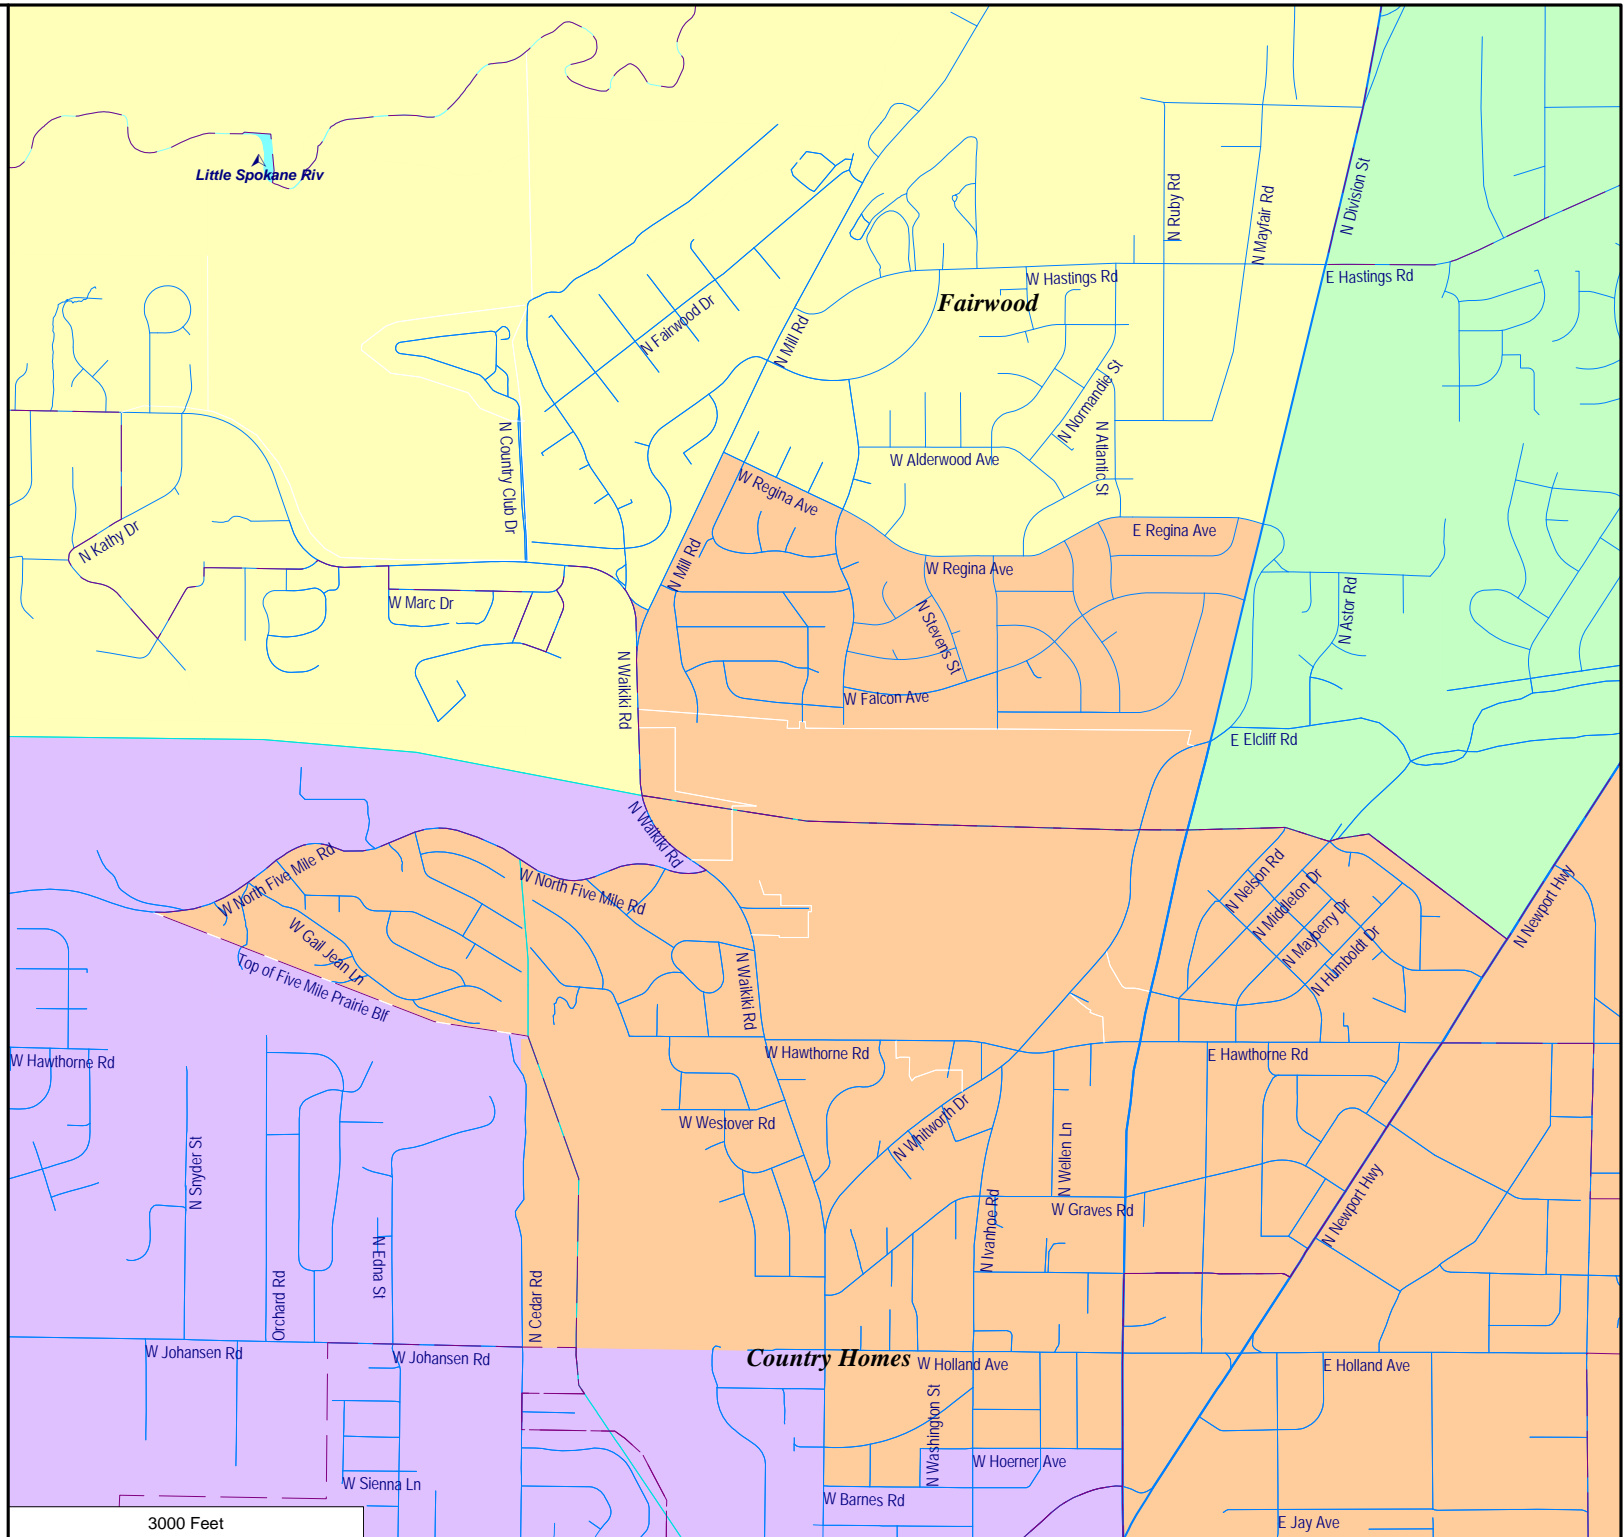 Little Spokane Riv
N Ruby Rd
N Mayfair Rd
N Division St
W Hastings Rd
E Hastings Rd
Fairwood
N Fairwood Dr
N Mill Rd
N Normandie St
N Atlantic St
N Country Club Dr
W Alderwood Ave
W Regina Ave
E Regina Ave
N Kathy Dr
N Mill Rd
W Regina Ave
W Marc Dr
N Stevens St
N Astor Rd
N Waikiki Rd
W Falcon Ave
E Elcliff Rd
N Waikiki Rd
W North Five Mile Rd
W North Five Mile Rd
N Nelson Rd
N Middleton Dr
N Mayberry Dr
N Humboldt Dr
N Newport Hwy
W Gail Jean Ln
Top of Five Mile Prairie Blf
N Waikiki Rd
W Hawthorne Rd
W Hawthorne Rd
E Hawthorne Rd
W Westover Rd
N Whitworth Dr
N Wellen Ln
N Snyder St
N Ivanhoe Rd
W Graves Rd
N Newport Hwy
N Edna St
Orchard Rd
N Cedar Rd
W Johansen Rd
W Johansen Rd
Country Homes
W Holland Ave
E Holland Ave
N Washington St
W Hoerner Ave
W Sienna Ln
W Barnes Rd
E Jay Ave
3000 Feet